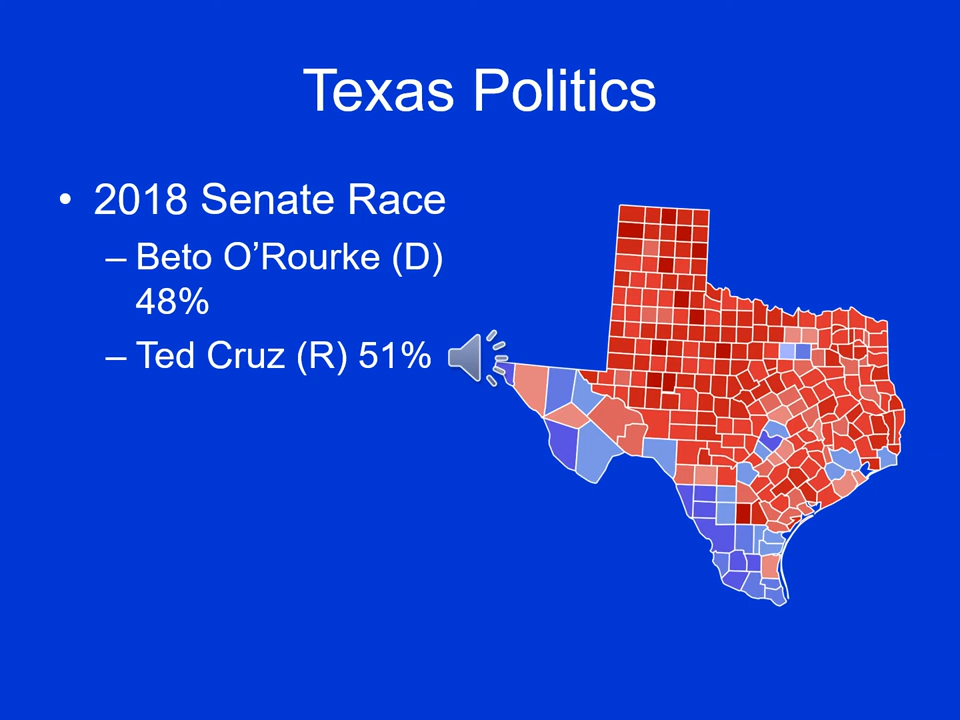 Texas Politics
• 2018 Senate Race
– Beto O’Rourke (D)
48%
– Ted Cruz (R) 51%